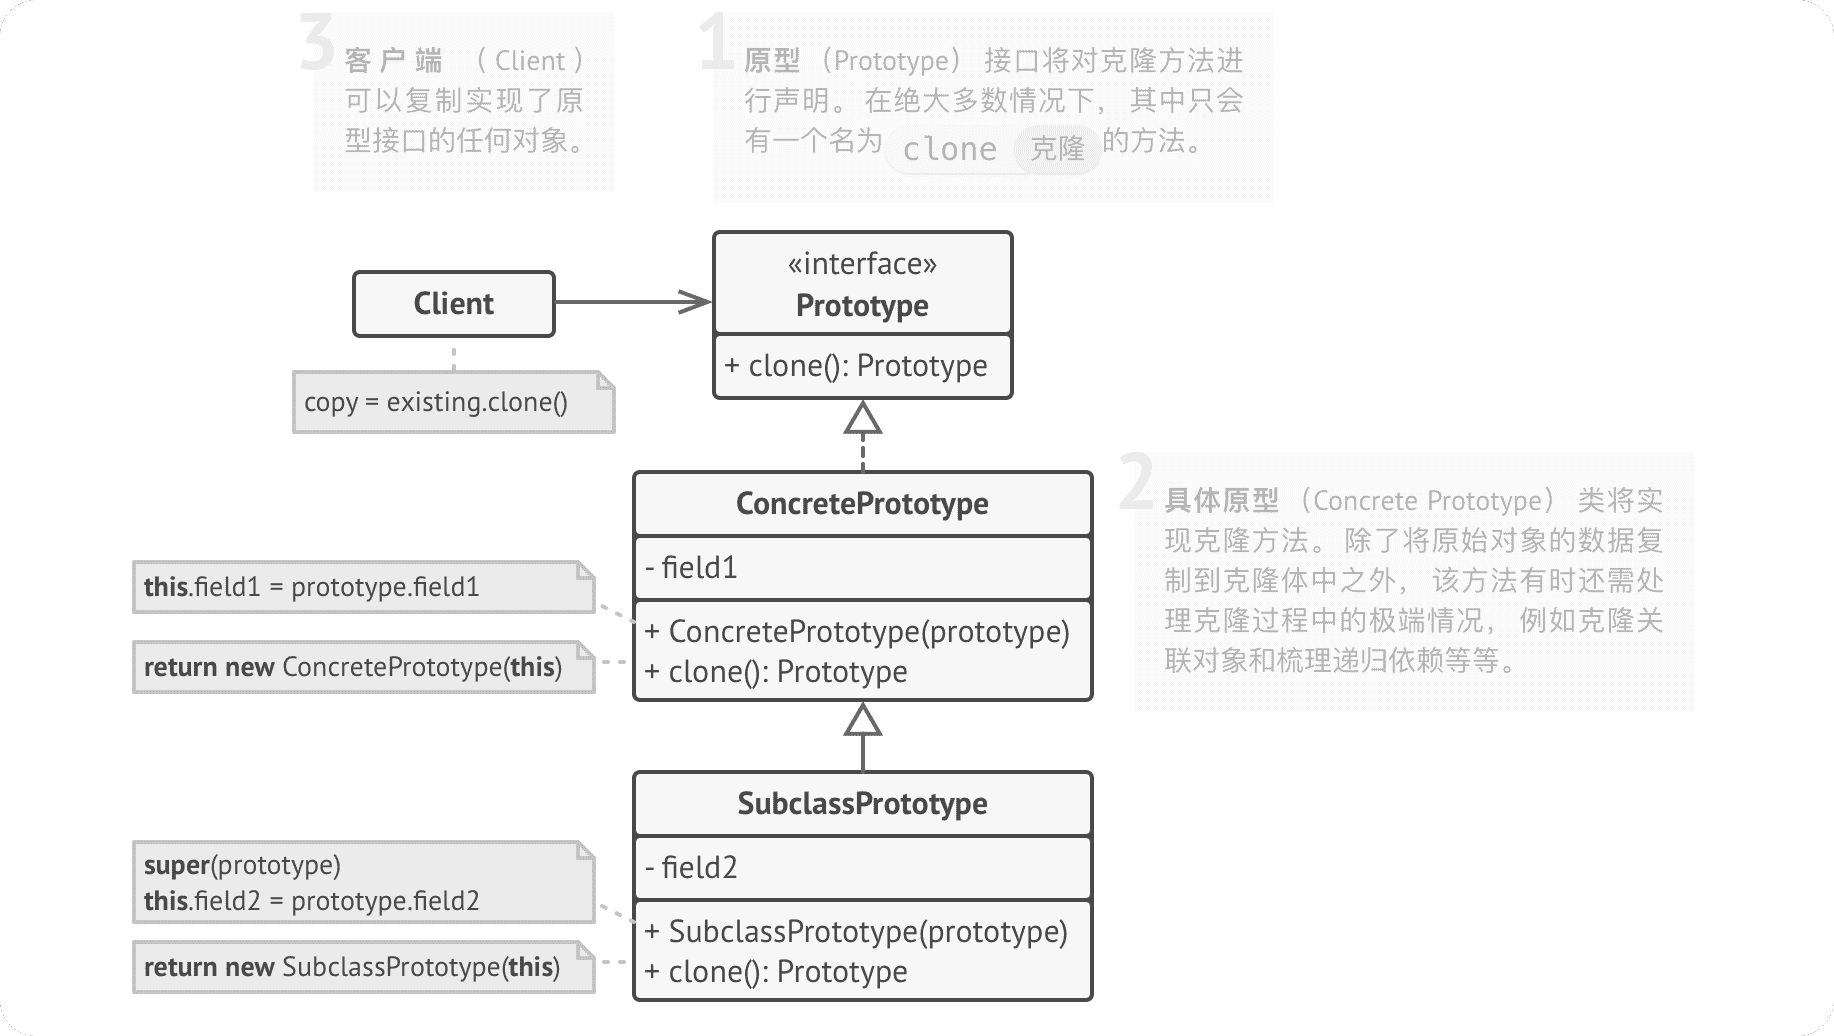 3
客户端 （Client）
可以复制实现了原
型接口的任何对象。
1
原型 （Prototype） 接口将对克隆方法进
行声明。 在绝大多数情况下， 其中只会
有一个名为 clone 克隆 的方法。
«interface»
Prototype
+ clone(): Prototype
Client
copy = existing.clone()
ConcretePrototype
- field1
+ ConcretePrototype(prototype)
+ clone(): Prototype
this.field1 = prototype.field1
return new ConcretePrototype(this)
2
具体原型 （Concrete Prototype） 类将实
现克隆方法。 除了将原始对象的数据复
制到克隆体中之外， 该方法有时还需处
理克隆过程中的极端情况， 例如克隆关
联对象和梳理递归依赖等等。
SubclassPrototype
- field2
+ SubclassPrototype(prototype)
+ clone(): Prototype
super(prototype)
this.field2 = prototype.field2
return new SubclassPrototype(this)